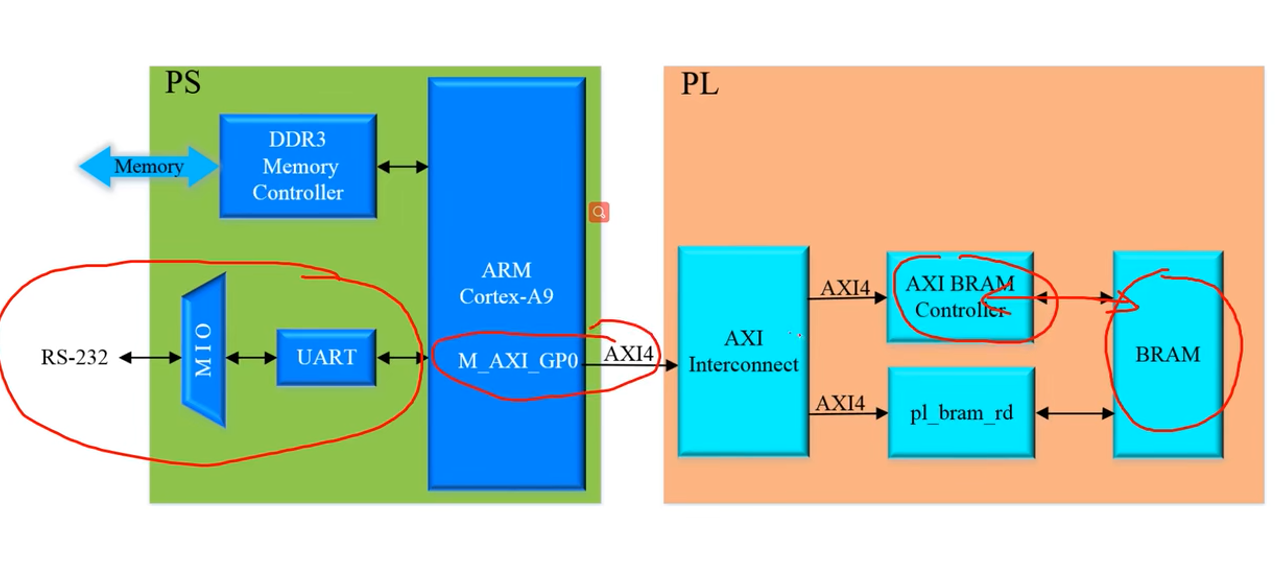 PS
PL
DDR3
Memory
Controller
Memory
ARM
Cortex-A9
M_AXI_GP0
AXI4
RS-232
MIO
UART
AXI
Interconnect
AXI4
AXI BRAM
Controller
AXI4
pl_bram_rd
BRAM